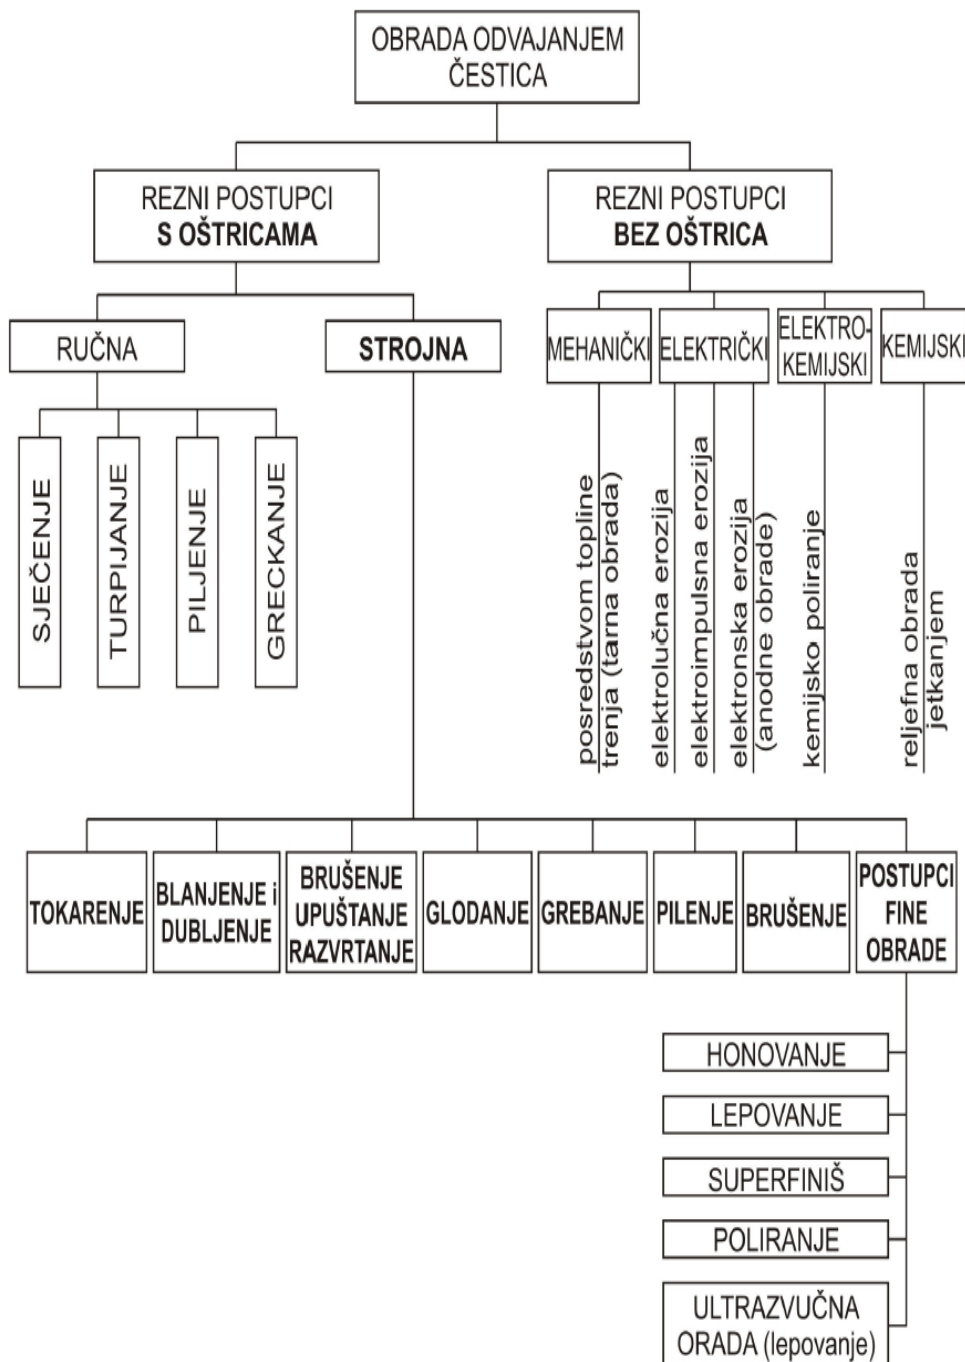 OBRADA ODVAJANJEM
ČESTICA
REZNI POSTUPCI
S OŠTRICAMA
REZNI POSTUPCI
BEZ OŠTRICA
RUČNA
STROJNA
MEHANIČKI
ELEKTRIČKI
ELEKTRO-
KEMIJSKI
KEMIJSKI
SJEČENJE
TURPIJANJE
PILJENJE
GRECKANJE
posredstvom topline
trenja (tarna obrada)
elektrolučna erozija
elektroimpulsna erozija
elektronska erozija
(anodne obrade)
kemijsko poliranje
reljefna obrada
jetkanjem
TOKARENJE
BLANJENJE i
DUBLJENJE
BRUŠENJE
UPUŠTANJE
RAZVRTANJE
GLODANJE
GREBANJE
PILENJE
BRUŠENJE
POSTUPCI
FINE
OBRADE
HONOVANJE
LEPOVANJE
SUPERFINIŠ
POLIRANJE
ULTRAZVUČNA
ORADA (lepovanje)